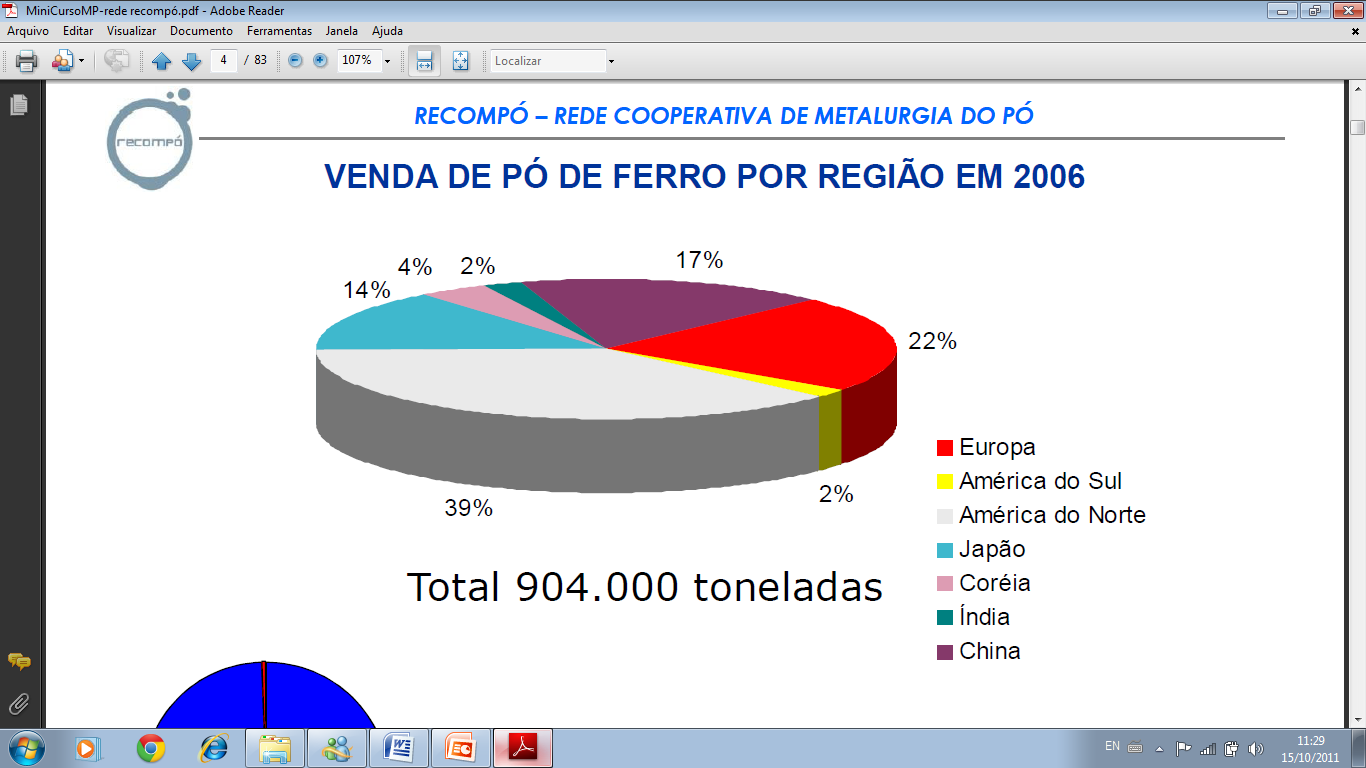 MiniCursoMP-rede recompó.pdf - Adobe Reader
Arquivo Editar Visualizar Documento Ferramentas Janela Ajuda
4 / 83 107% Localizar
recompó
RECOMPÓ – REDE COOPERATIVA DE METALURGIA DO PÓ
VENDA DE PÓ DE FERRO POR REGIÃO EM 2006
17%
4%
2%
14%
22%
2%
39%
Europa
América do Sul
América do Norte
Japão
Coréia
Índia
China
Total 904.000 toneladas
EN
11:29
15/10/2011